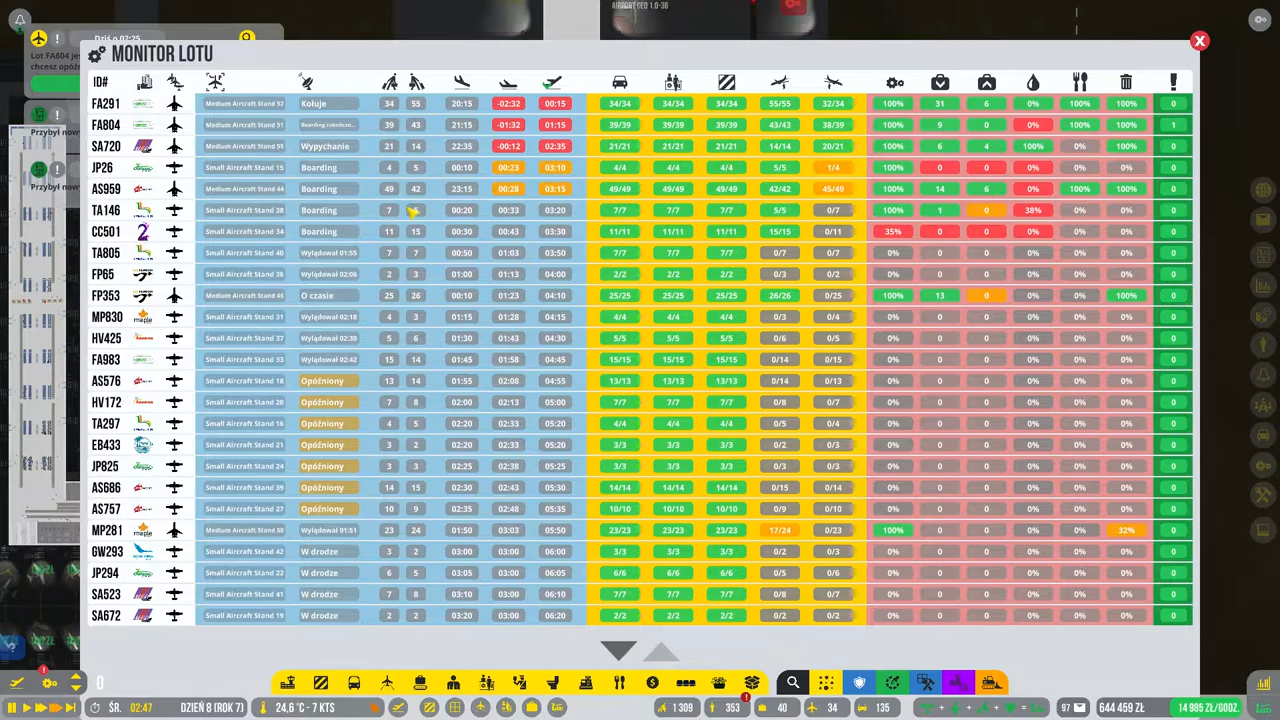 AIRPORT CEO 1.0-36
Dziś o 02:25
Lot FA804 jes
chcesz opóźn
Przybył nowy
Przybył now
MONITOR LOTU
ID#
FA291 Medium Aircraft Stand 52 Kołuje 34 55 20:15 -02:32 00:15 34/34 34/34 34/34 55/55 32/34 100% 31 6 0% 100% 100% 0
FA804 Medium Aircraft Stand 51 Boarding zakończo... 39 43 21:15 -01:32 01:15 39/39 39/39 39/39 43/43 38/39 100% 9 0 0% 100% 100% 1
SA720 Medium Aircraft Stand 55 Wypychanie 21 14 22:35 -00:12 02:35 21/21 21/21 21/21 14/14 20/21 100% 6 4 100% 0% 100% 0
JP26 Small Aircraft Stand 15 Boarding 4 5 00:10 00:23 03:10 4/4 4/4 4/4 5/5 1/4 100% 0 0 0% 0% 0% 0
AS959 Medium Aircraft Stand 44 Boarding 49 42 23:15 00:28 03:15 49/49 49/49 49/49 42/42 45/49 100% 14 6 0% 100% 100% 0
TA146 Small Aircraft Stand 38 Boarding 7 00:20 00:33 03:20 7/7 7/7 7/7 5/5 0/7 100% 1 0 38% 0% 0% 0
CC501 2 Small Aircraft Stand 34 Boarding 11 15 00:30 00:43 03:30 11/11 11/11 11/11 15/15 0/11 35% 0 0 0% 0% 0% 0
TA805 Small Aircraft Stand 40 Wylądował 01:55 7 7 00:50 01:03 03:50 7/7 7/7 7/7 0/7 0/7 0% 0 0 0% 0% 0% 0
FP65 Small Aircraft Stand 36 Wylądował 02:06 2 3 01:00 01:13 04:00 2/2 2/2 2/2 0/3 0/2 0% 0 0 0% 0% 0% 0
FP353 Medium Aircraft Stand 45 O czasie 25 26 00:10 01:23 04:10 25/25 25/25 25/25 26/26 0/25 100% 13 0 0% 0% 100% 0
MP830 maple Small Aircraft Stand 31 Wylądował 02:18 4 3 01:15 01:28 04:15 4/4 4/4 4/4 0/3 0/4 0% 0 0 0% 0% 0% 0
HV425 Small Aircraft Stand 37 Wylądował 02:30 5 6 01:30 01:43 04:30 5/5 5/5 5/5 0/6 0/5 0% 0 0 0% 0% 0% 0
FA983 Small Aircraft Stand 33 Wylądował 02:42 15 14 01:45 01:58 04:45 15/15 15/15 15/15 0/14 0/15 0% 0 0 0% 0% 0% 0
AS576 Small Aircraft Stand 18 Opóźniony 13 14 01:55 02:08 04:55 13/13 13/13 13/13 0/14 0/13 0% 0 0 0% 0% 0% 0
HV172 Small Aircraft Stand 20 Opóźniony 7 8 02:00 02:13 05:00 7/7 7/7 7/7 0/8 0/7 0% 0 0 0% 0% 0% 0
TA297 Small Aircraft Stand 16 Opóźniony 4 5 02:20 02:33 05:20 4/4 4/4 4/4 0/5 0/4 0% 0 0 0% 0% 0% 0
EB433 Small Aircraft Stand 21 Opóźniony 3 2 02:20 02:33 05:20 3/3 3/3 3/3 0/2 0/3 0% 0 0 0% 0% 0% 0
JP825 Small Aircraft Stand 24 Opóźniony 3 3 02:25 02:38 05:25 3/3 3/3 3/3 0/3 0/3 0% 0 0 0% 0% 0% 0
AS686 Small Aircraft Stand 39 Opóźniony 14 15 02:30 02:43 05:30 14/14 14/14 14/14 0/15 0/14 0% 0 0 0% 0% 0% 0
AS757 Small Aircraft Stand 27 Opóźniony 10 9 02:35 02:48 05:35 10/10 10/10 10/10 0/9 0/10 0% 0 0 0% 0% 0% 0
MP281 maple Medium Aircraft Stand 50 Wylądował 01:51 23 24 01:50 03:03 05:50 23/23 23/23 23/23 17/24 0/23 100% 0 0 0% 0% 32% 0
GW293 Small Aircraft Stand 42 W drodze 3 2 03:00 03:00 06:00 3/3 3/3 3/3 0/2 0/3 0% 0 0 0% 0% 0% 0
JP294 Small Aircraft Stand 22 W drodze 6 5 03:05 03:00 06:05 6/6 6/6 6/6 0/5 0/6 0% 0 0 0% 0% 0% 0
SA523 Small Aircraft Stand 41 W drodze 7 8 03:10 03:00 06:10 7/7 7/7 7/7 0/8 0/7 0% 0 0 0% 0% 0% 0
SA672 Small Aircraft Stand 19 W drodze 2 2 03:20 03:00 06:20 2/2 2/2 2/2 0/2 0/2 0% 0 0 0% 0% 0% 0
0
ŚR. 02:47 DZIEŃ 8 (ROK 7) 24,6°C - 7 KTS 1 309 353 40 34 135 97 644 459 ZŁ 14 985 ZŁ/GODZ.